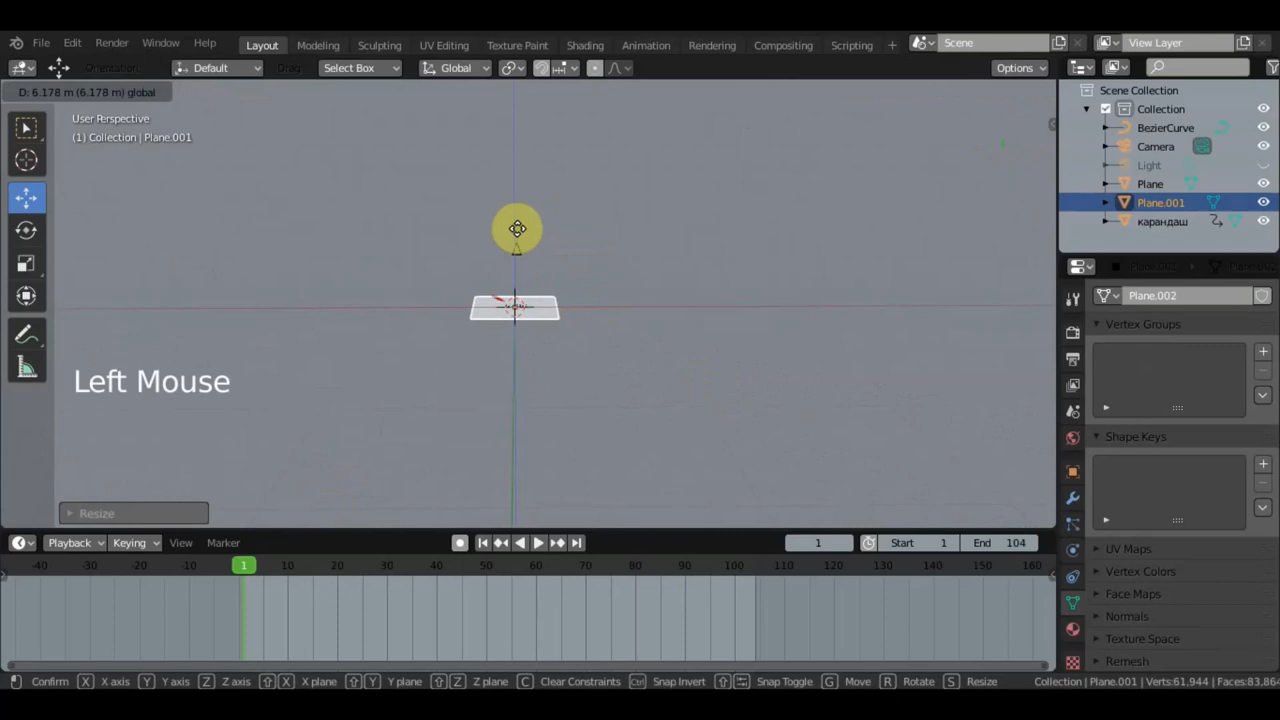 File Edit Render Window Help Layout Modeling Sculpting UV Editing Texture Paint Shading Animation Rendering Compositing Scripting + Scene View Layer
Orientation: Default Drag: Select Box Global Options
D: 6.178 m (6.178 m) global
User Perspective
(1) Collection | Plane.001
Left Mouse
Resize
Scene Collection
Collection
BezierCurve
Camera
Light
Plane
Plane.001
карандаш
Plane.002
Vertex Groups
Shape Keys
UV Maps
Vertex Colors
Face Maps
Normals
Texture Space
Remesh
Playback Keying View Marker 1 Start 1 End 104
-40 -30 -20 -10 1 10 20 30 40 50 60 70 80 90 100 110 120 130 140 150 160
Confirm X X axis Y Y axis Z Z axis X X plane Y Y plane Z Z plane C Clear Constraints Ctrl Snap Invert Snap Toggle G Move R Rotate S Resize Collection | Plane.001 | Verts:61,944 | Faces:83,864